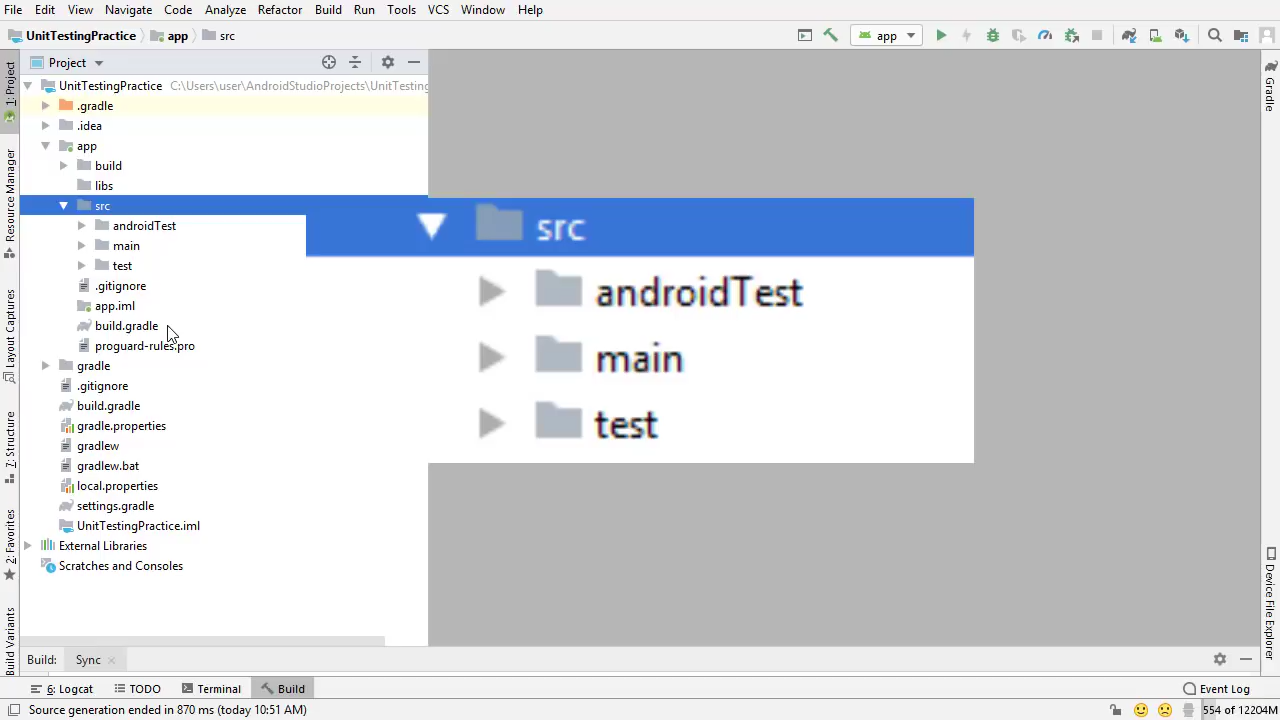 File Edit View Navigate Code Analyze Refactor Build Run Tools VCS Window Help
UnitTestingPractice app src
app
Project
1: Project
Resource Manager
Layout Captures
7: Structure
2: Favorites
Build Variants
UnitTestingPractice C:\Users\user\AndroidStudioProjects\UnitTesting
.gradle
.idea
app
build
libs
src
androidTest
main
test
.gitignore
app.iml
build.gradle
proguard-rules.pro
gradle
.gitignore
build.gradle
gradle.properties
gradlew
gradlew.bat
local.properties
settings.gradle
UnitTestingPractice.iml
External Libraries
Scratches and Consoles
src
androidTest
main
test
Gradle
Device File Explorer
Build: Sync
6: Logcat TODO Terminal Build Event Log
Source generation ended in 870 ms (today 10:51 AM) 554 of 12204M